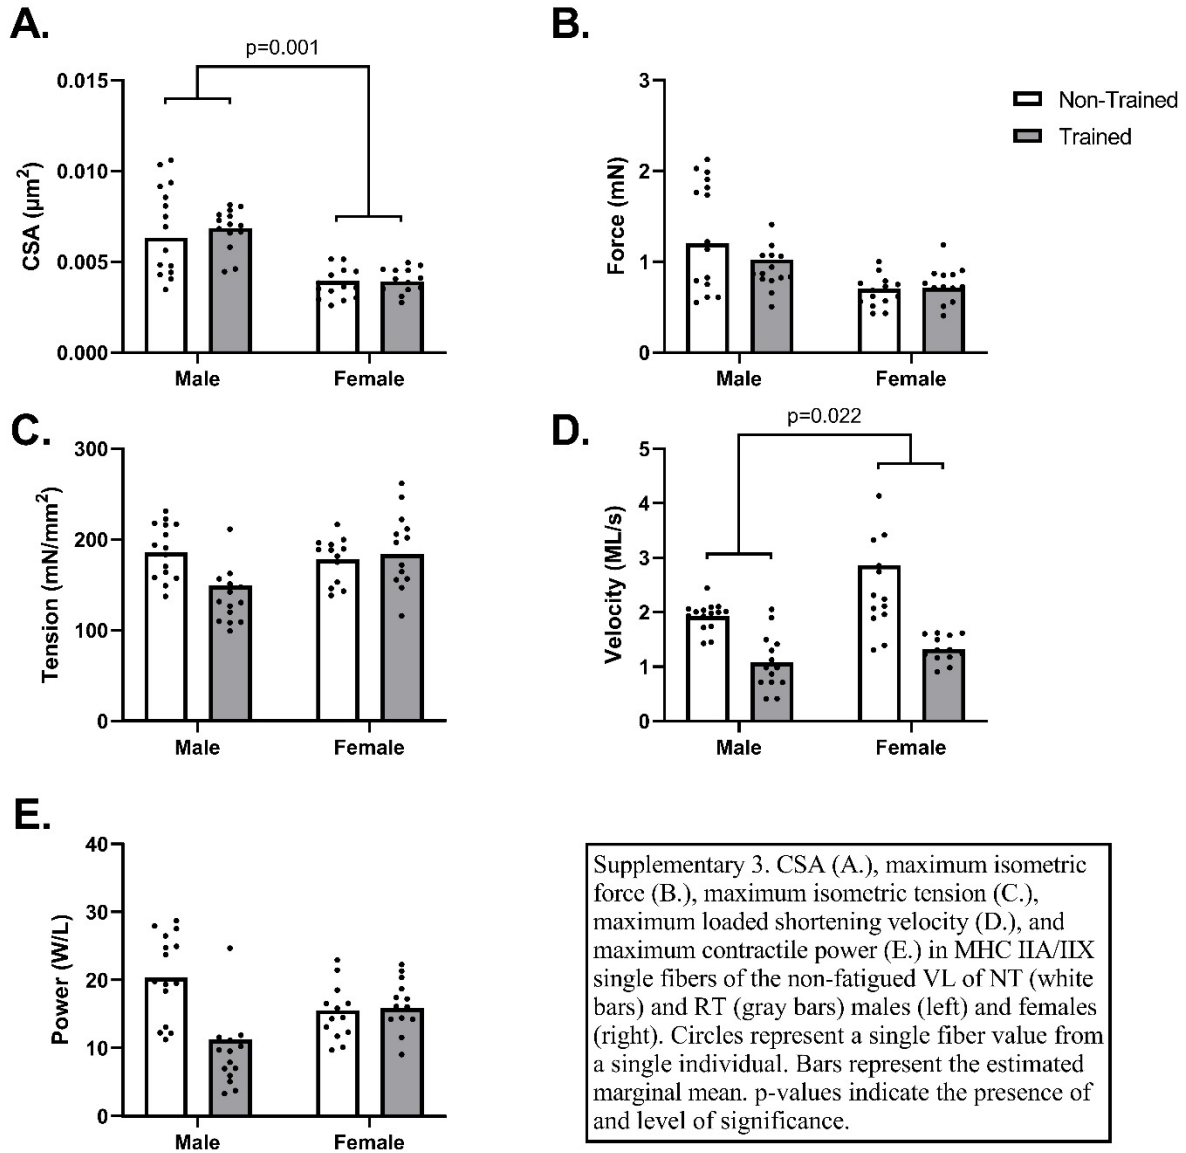 A.
p=0.001
0.015
0.010
0.005
0.000
CSA (µm²)
Male
Female
B.
3
2
1
0
Force (mN)
Male
Female
Non-Trained
Trained
C.
300
200
100
0
Tension (mN/mm²)
Male
Female
D.
p=0.022
5
4
3
2
1
0
Velocity (ML/s)
Male
Female
E.
40
30
20
10
0
Power (W/L)
Male
Female
Supplementary 3. CSA (A.), maximum isometric
force (B.), maximum isometric tension (C.),
maximum loaded shortening velocity (D.), and
maximum contractile power (E.) in MHC IIA/IIX
single fibers of the non-fatigued VL of NT (white
bars) and RT (gray bars) males (left) and females
(right). Circles represent a single fiber value from
a single individual. Bars represent the estimated
marginal mean. p-values indicate the presence of
and level of significance.